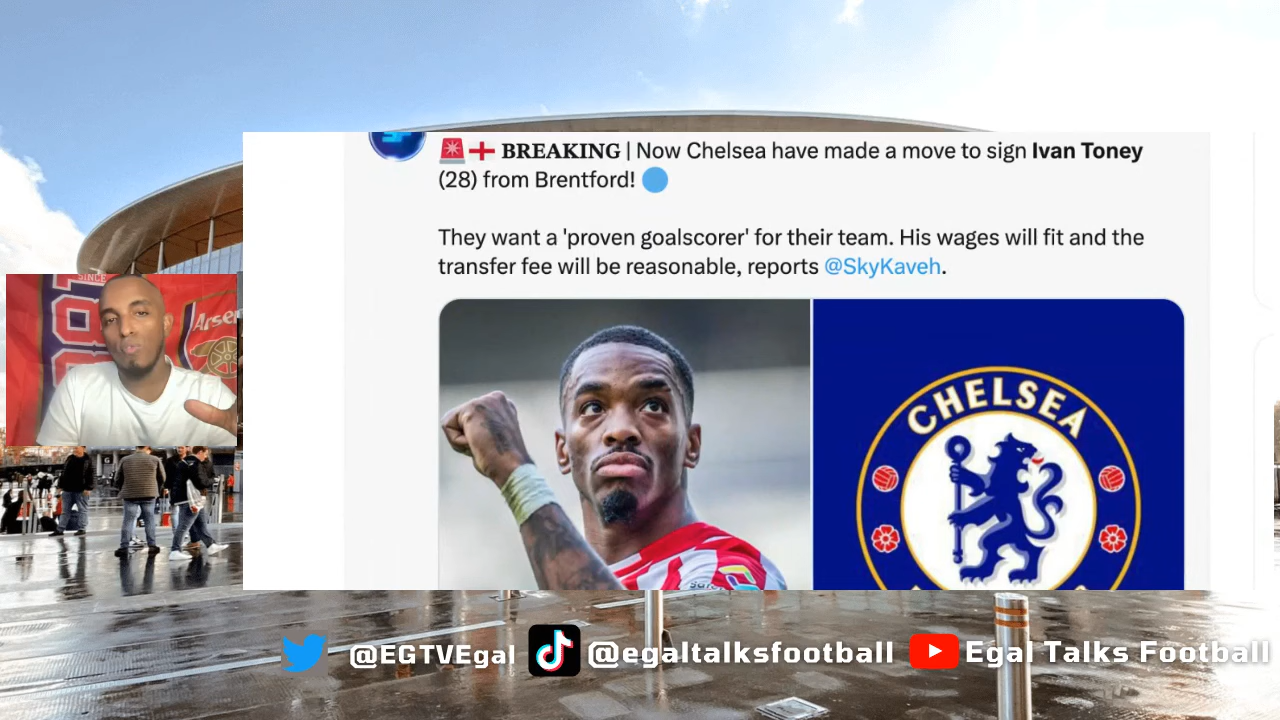 🚨🏴󠁧󠁢󠁥󠁮󠁧󠁿 BREAKING | Now Chelsea have made a move to sign Ivan Toney
(28) from Brentford! 🔵
They want a 'proven goalscorer' for their team. His wages will fit and the
transfer fee will be reasonable, reports @SkyKaveh.
SINCE
Arsen
CHELSEA
@EGTVEgal
@egaltalksfootball
Egal Talks Football